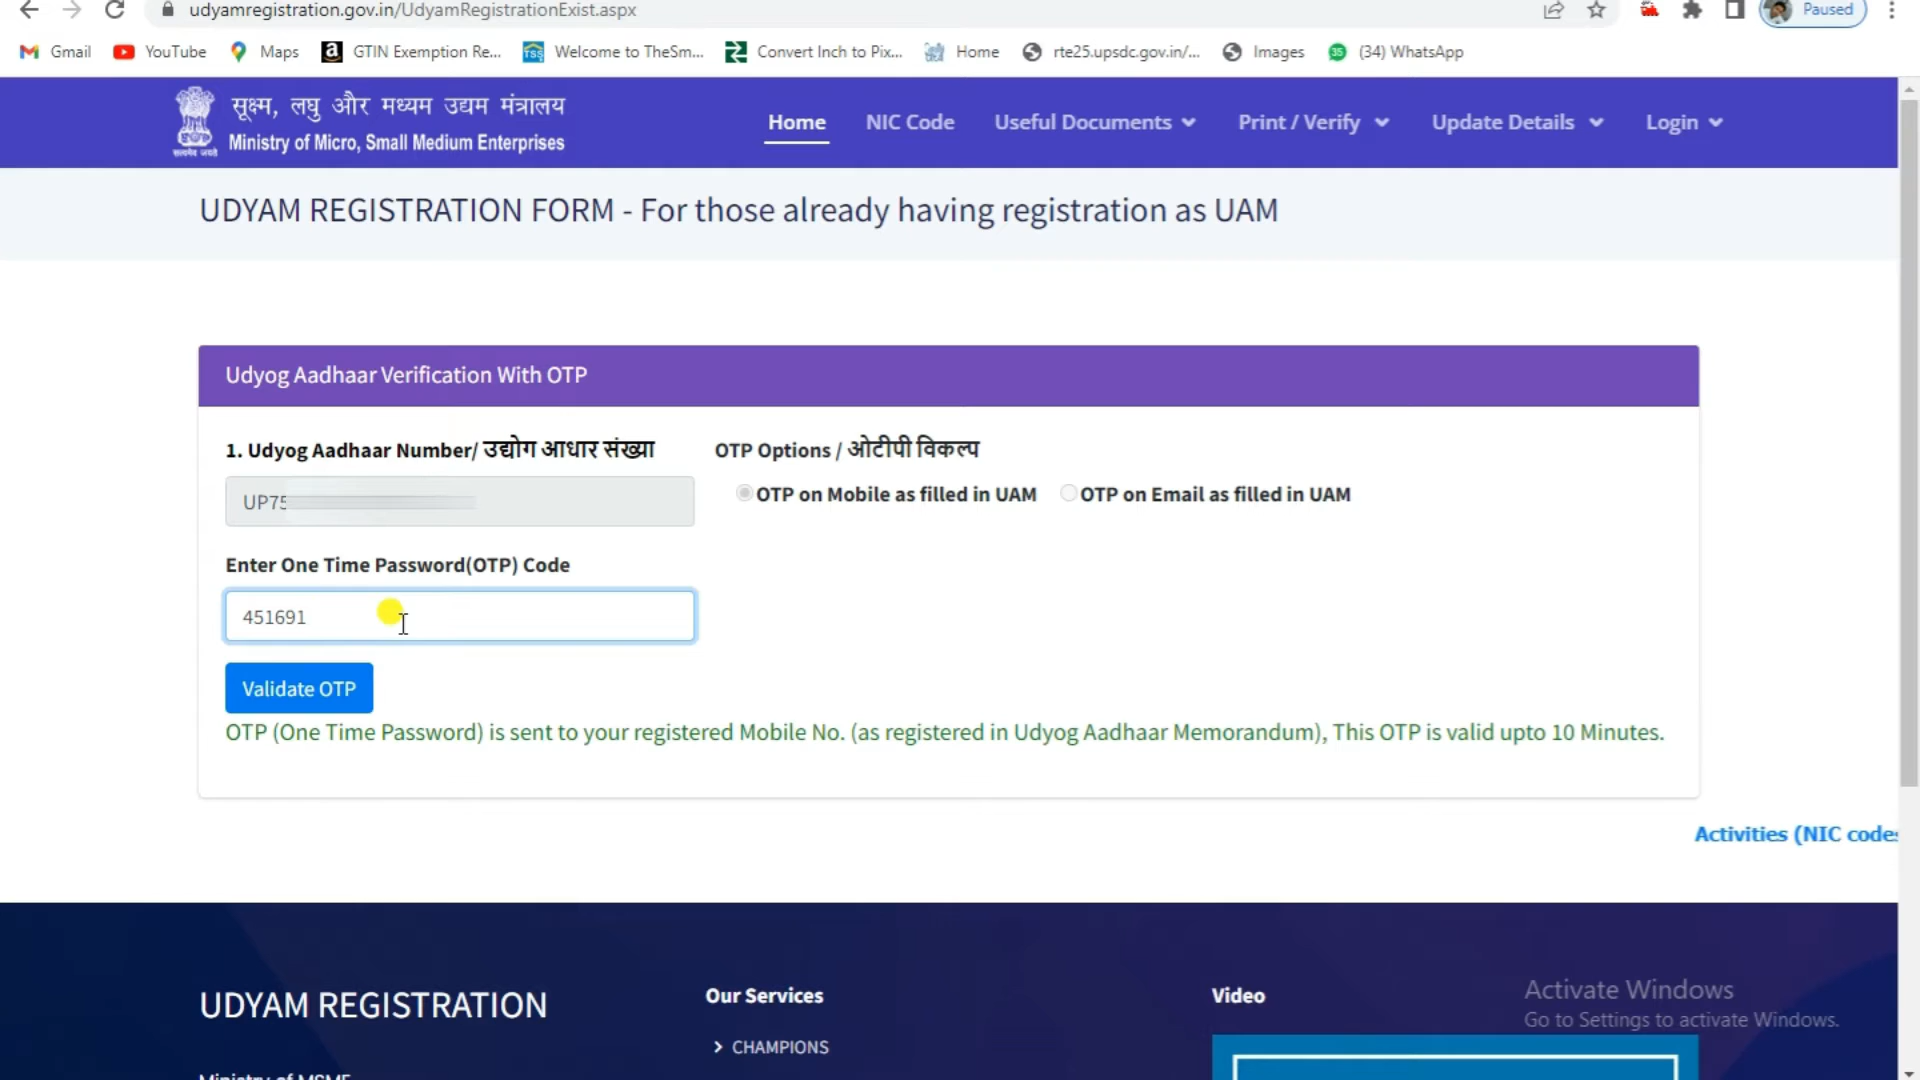 udyamregistration.gov.in/UdyamRegistrationExist.aspx
Paused
Gmail YouTube Maps GTIN Exemption Re... Welcome to TheSm... Convert Inch to Pix... Home rte25.upsdc.gov.in/... Images (34) WhatsApp
सूक्ष्म, लघु और मध्यम उद्यम मंत्रालय
Ministry of Micro, Small Medium Enterprises
Home NIC Code Useful Documents Print / Verify Update Details Login
UDYAM REGISTRATION FORM - For those already having registration as UAM
Udyog Aadhaar Verification With OTP
1. Udyog Aadhaar Number/ उद्योग आधार संख्या
OTP Options / ओटीपी विकल्प
UP75
OTP on Mobile as filled in UAM OTP on Email as filled in UAM
Enter One Time Password(OTP) Code
451691
Validate OTP
OTP (One Time Password) is sent to your registered Mobile No. (as registered in Udyog Aadhaar Memorandum), This OTP is valid upto 10 Minutes.
Activities (NIC codes
UDYAM REGISTRATION
Our Services
Video
CHAMPIONS
Activate Windows
Go to Settings to activate Windows.
Ministry of MSME